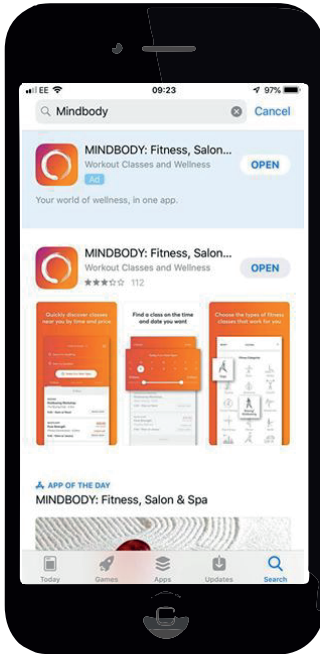 EE 09:23 97%
Mindbody Cancel
MINDBODY: Fitness, Salon...
Workout Classes and Wellness
OPEN
Ad
Your world of wellness, in one app.
MINDBODY: Fitness, Salon...
Workout Classes and Wellness
OPEN
112
Quickly discover classes
near you by time and price
Find a class on the time
and date you want
Choose the types of fitness
classes that work for you
APP OF THE DAY
MINDBODY: Fitness, Salon & Spa
Today Games Apps Updates Search